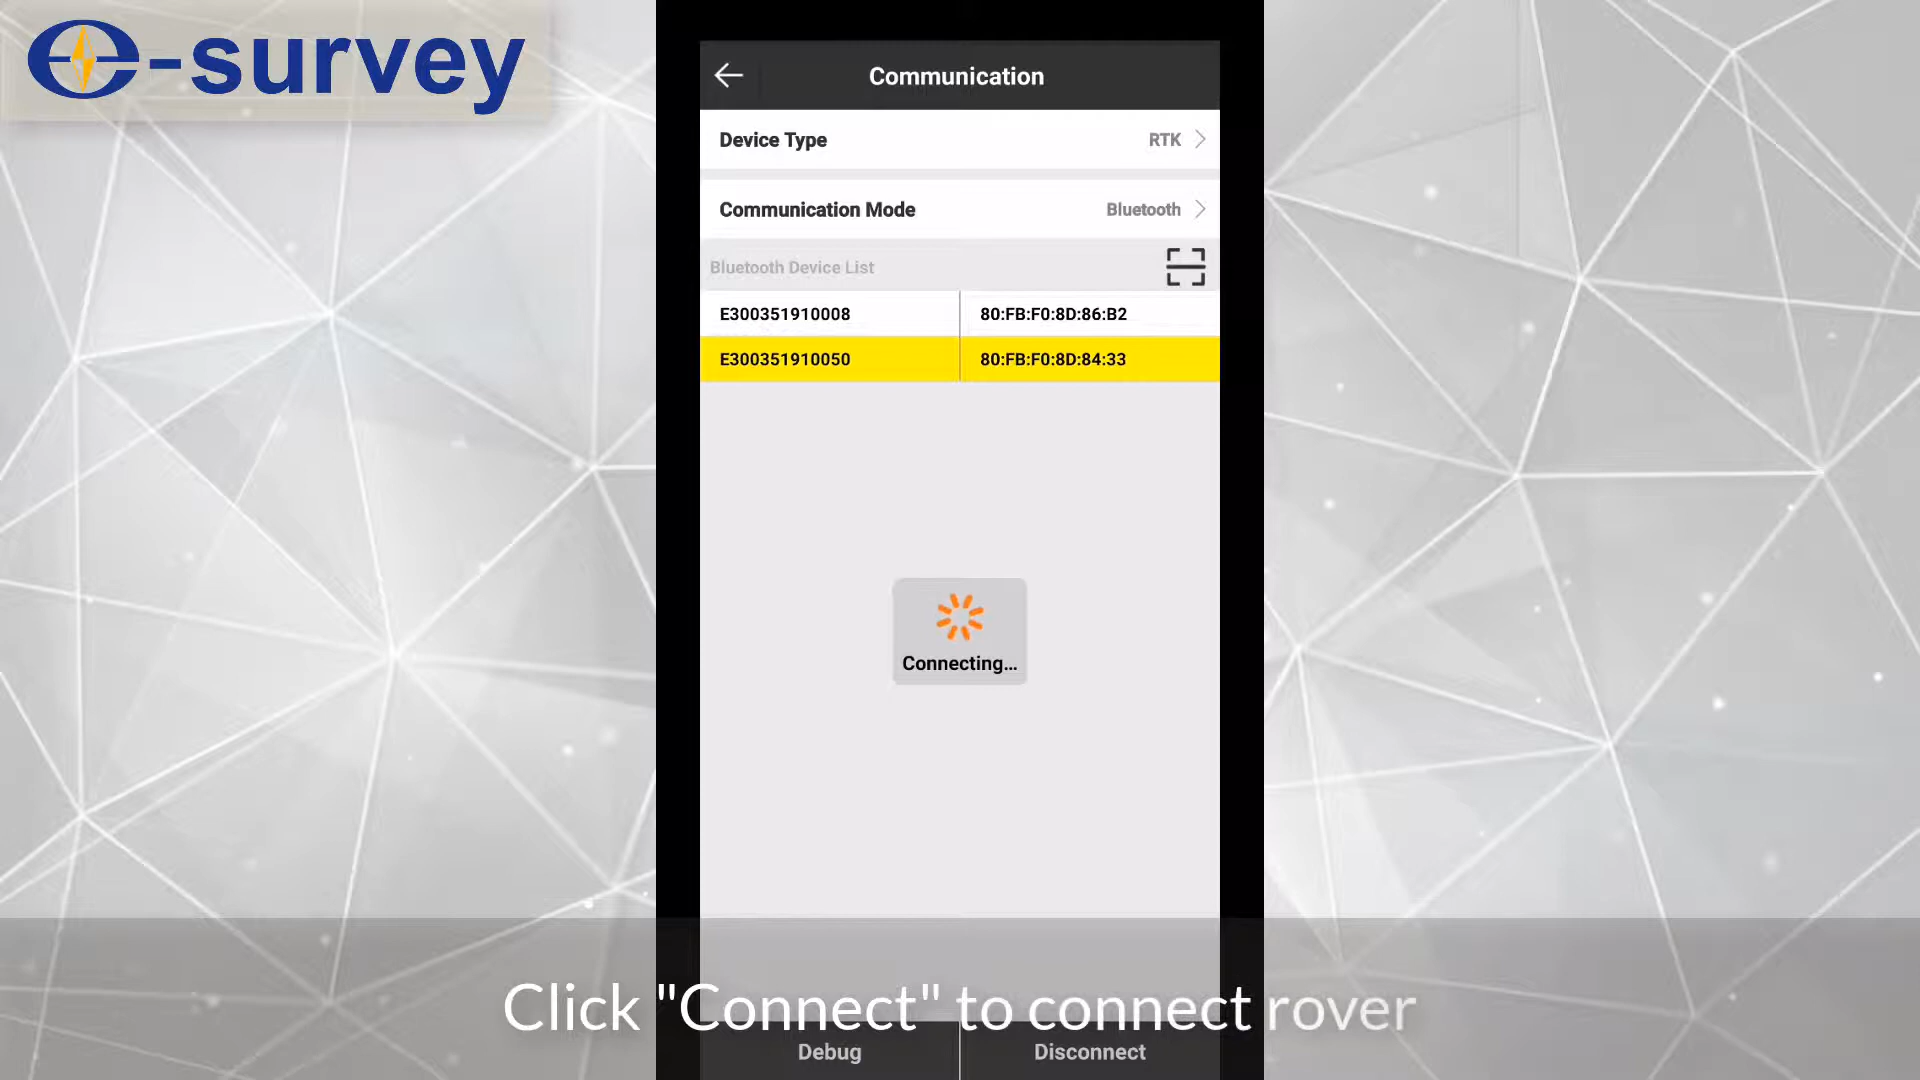 e-survey
Communication
Device Type RTK
Communication Mode Bluetooth
Bluetooth Device List
E300351910008 80:FB:F0:8D:86:B2
E300351910050 80:FB:F0:8D:84:33
Connecting...
Click "Connect" to connect rover
Debug Disconnect